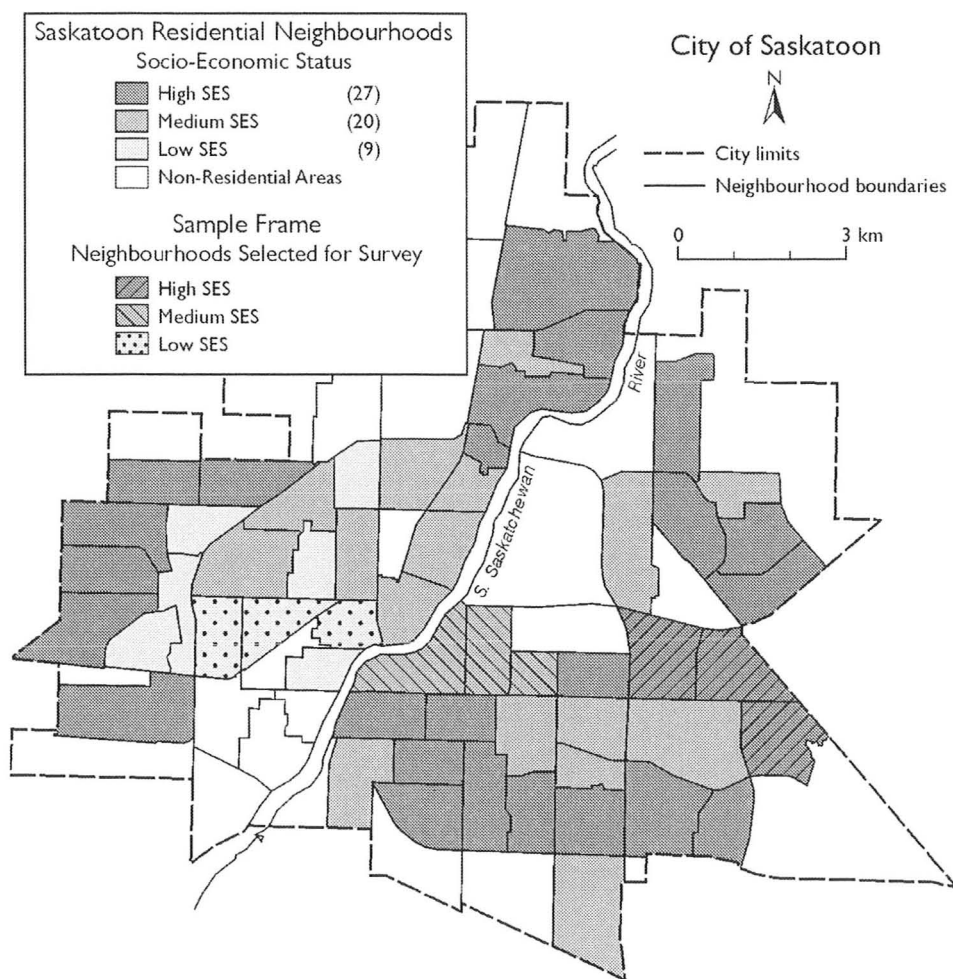 Saskatoon Residential Neighbourhoods
Socio-Economic Status
High SES (27)
Medium SES (20)
Low SES (9)
Non-Residential Areas
Sample Frame
Neighbourhoods Selected for Survey
High SES
Medium SES
Low SES
City of Saskatoon
N
City limits
Neighbourhood boundaries
0 3 km
River
S. Saskatchewan